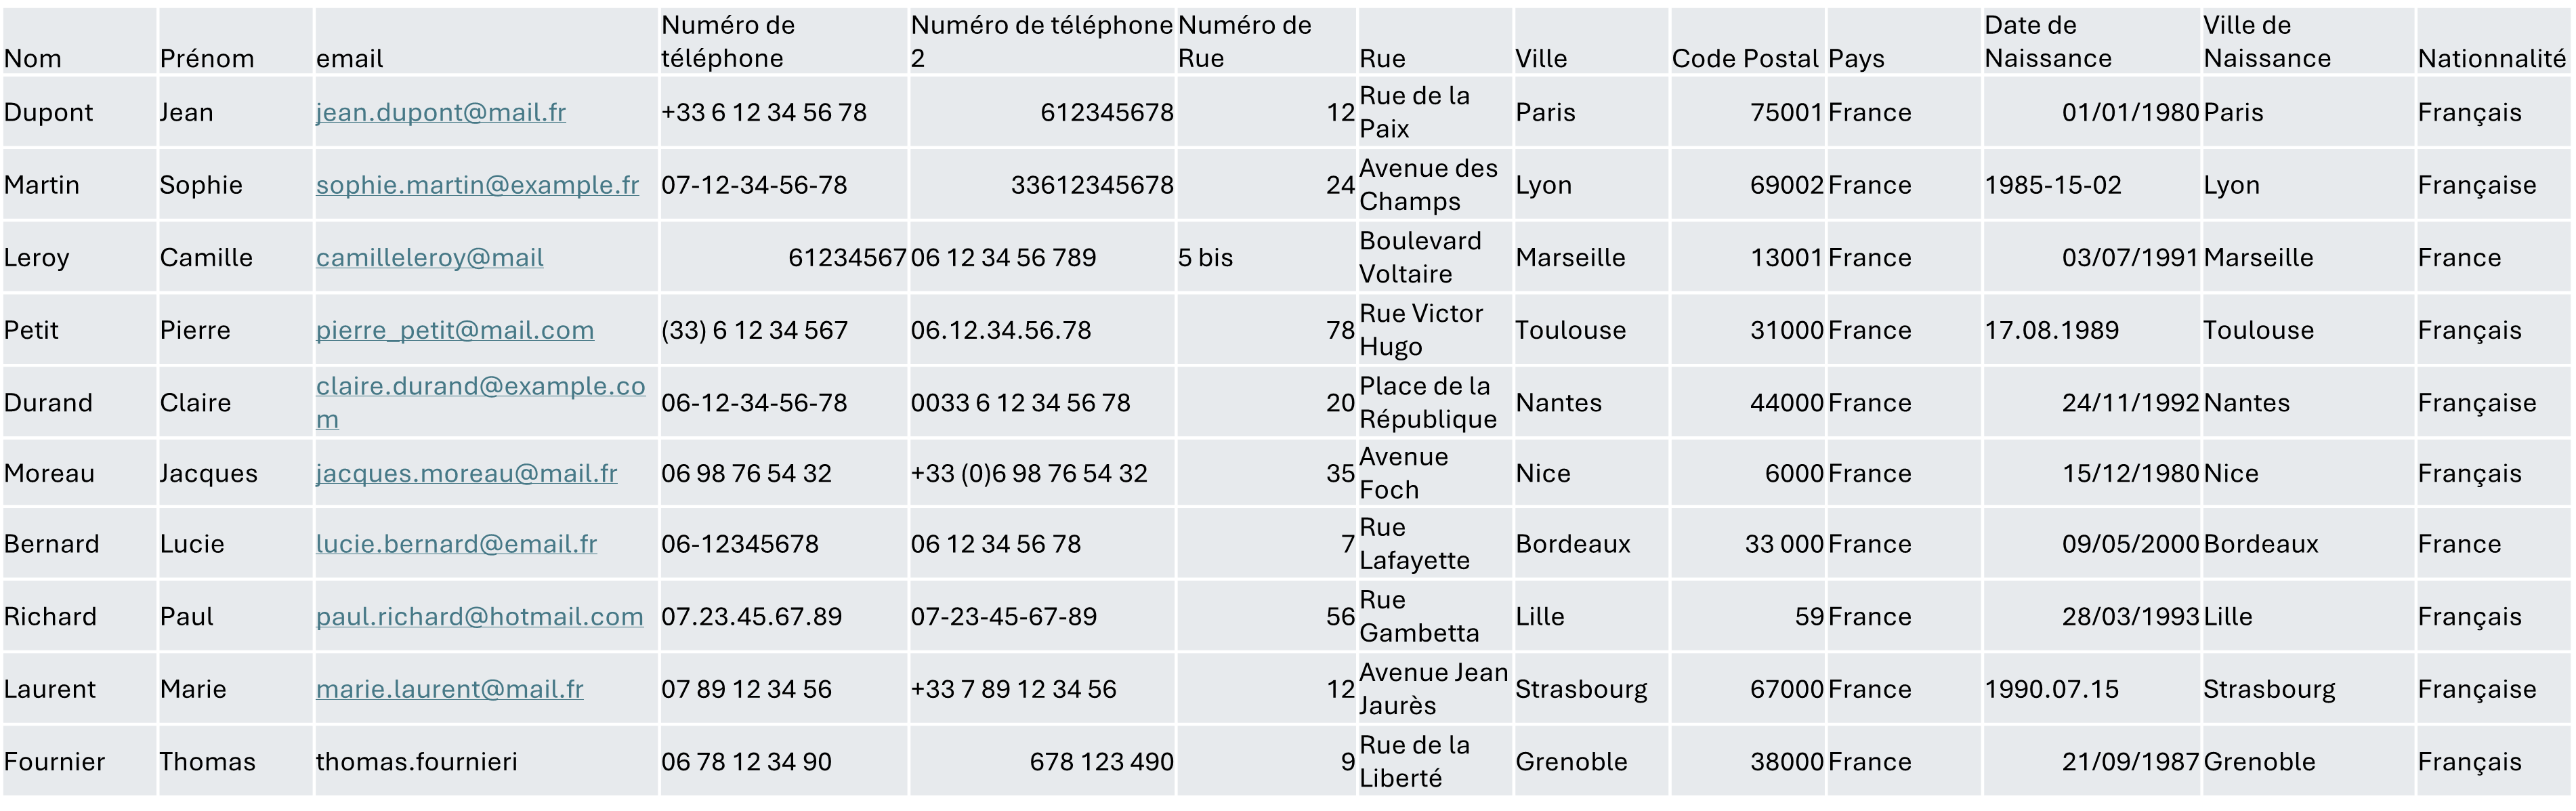 Nom Prénom email Numéro de téléphone Numéro de téléphone 2 Numéro de Rue Rue Ville Code Postal Pays Date de Naissance Ville de Naissance Nationnalité
Dupont Jean jean.dupont@mail.fr +33 6 12 34 56 78 612345678 12 Rue de la Paix Paris 75001 France 01/01/1980 Paris Français
Martin Sophie sophie.martin@example.fr 07-12-34-56-78 33612345678 24 Avenue des Champs Lyon 69002 France 1985-15-02 Lyon Française
Leroy Camille camilleleroy@mail 61234567 06 12 34 56 789 5 bis Boulevard Voltaire Marseille 13001 France 03/07/1991 Marseille France
Petit Pierre pierre_petit@mail.com (33) 6 12 34 567 06.12.34.56.78 78 Rue Victor Hugo Toulouse 31000 France 17.08.1989 Toulouse Français
Durand Claire claire.durand@example.com 06-12-34-56-78 0033 6 12 34 56 78 20 Place de la République Nantes 44000 France 24/11/1992 Nantes Française
Moreau Jacques jacques.moreau@mail.fr 06 98 76 54 32 +33 (0)6 98 76 54 32 35 Avenue Foch Nice 6000 France 15/12/1980 Nice Français
Bernard Lucie lucie.bernard@email.fr 06-12345678 06 12 34 56 78 7 Rue Lafayette Bordeaux 33 000 France 09/05/2000 Bordeaux France
Richard Paul paul.richard@hotmail.com 07.23.45.67.89 07-23-45-67-89 56 Rue Gambetta Lille 59 France 28/03/1993 Lille Français
Laurent Marie marie.laurent@mail.fr 07 89 12 34 56 +33 7 89 12 34 56 12 Avenue Jean Jaurès Strasbourg 67000 France 1990.07.15 Strasbourg Française
Fournier Thomas thomas.fournieri 06 78 12 34 90 678 123 490 9 Rue de la Liberté Grenoble 38000 France 21/09/1987 Grenoble Français